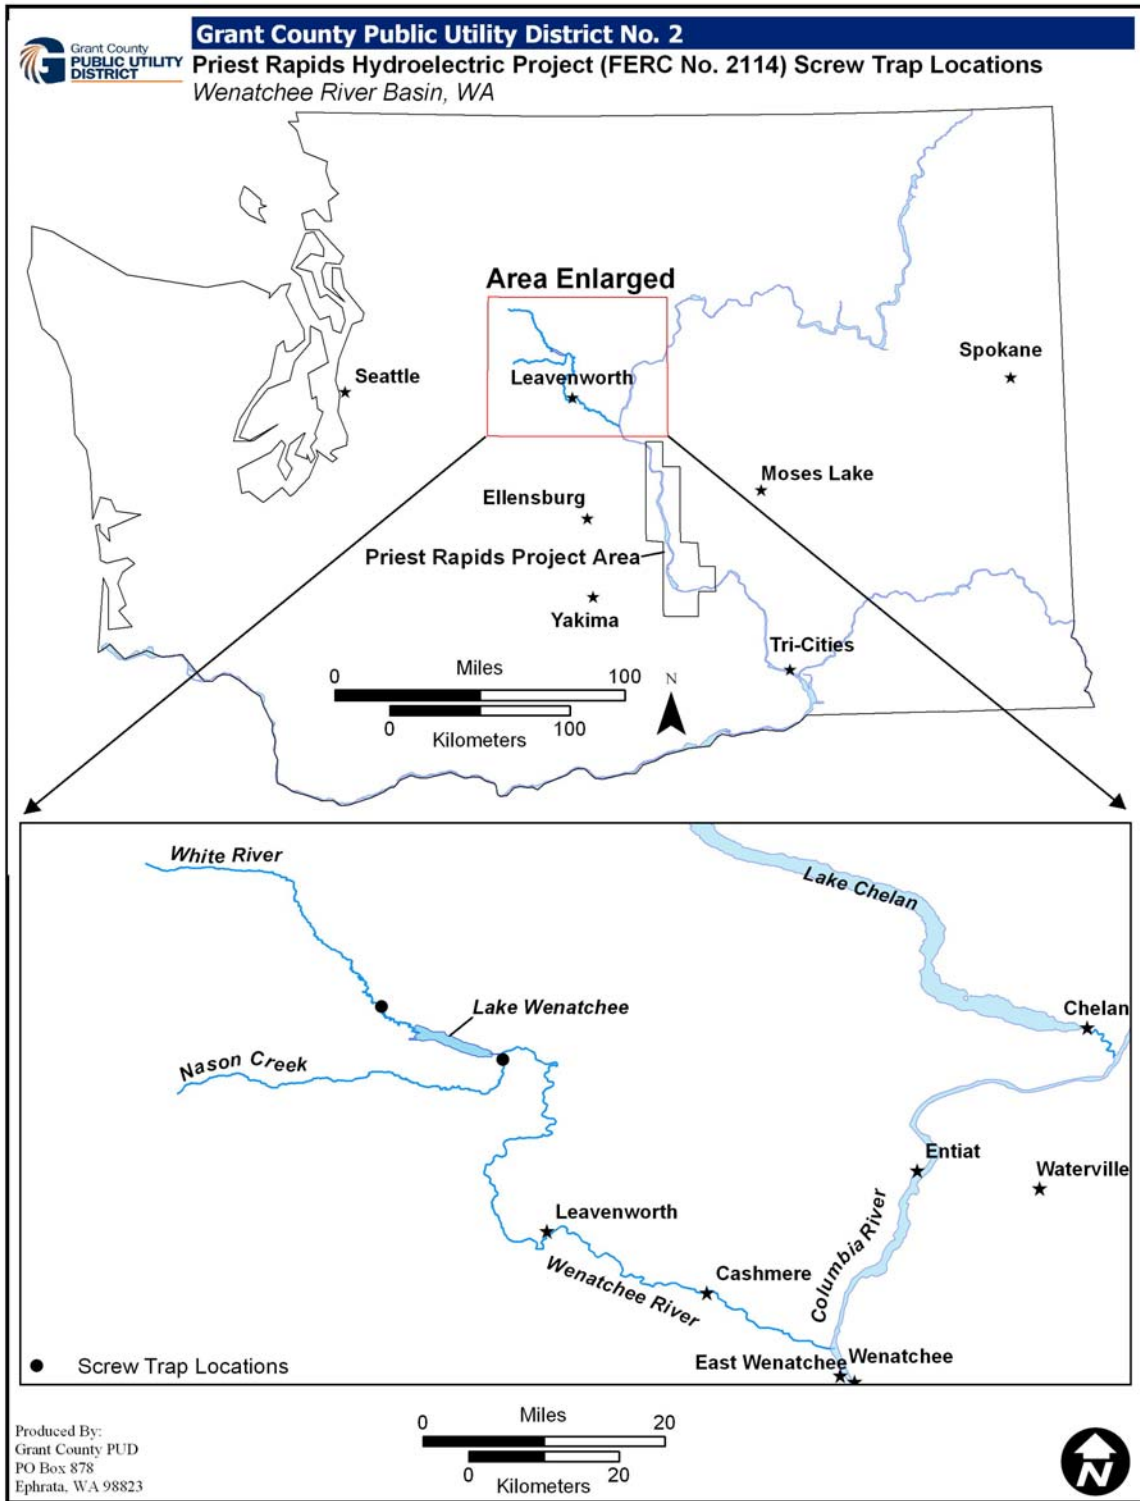 Grant County
PUBLIC UTILITY
DISTRICT
Grant County Public Utility District No. 2
Priest Rapids Hydroelectric Project (FERC No. 2114) Screw Trap Locations
Wenatchee River Basin, WA
Area Enlarged
Seattle
Leavenworth
Spokane
Moses Lake
Ellensburg
Priest Rapids Project Area
Yakima
Tri-Cities
Miles
0 100
N
0 100
Kilometers
White River
Lake Chelan
Lake Wenatchee
Chelan
Nason Creek
Entiat
Waterville
Leavenworth
Columbia River
Wenatchee River
Cashmere
East Wenatchee Wenatchee
Screw Trap Locations
Miles
0 20
0 20
Kilometers
Produced By:
Grant County PUD
PO Box 878
Ephrata, WA 98823
N